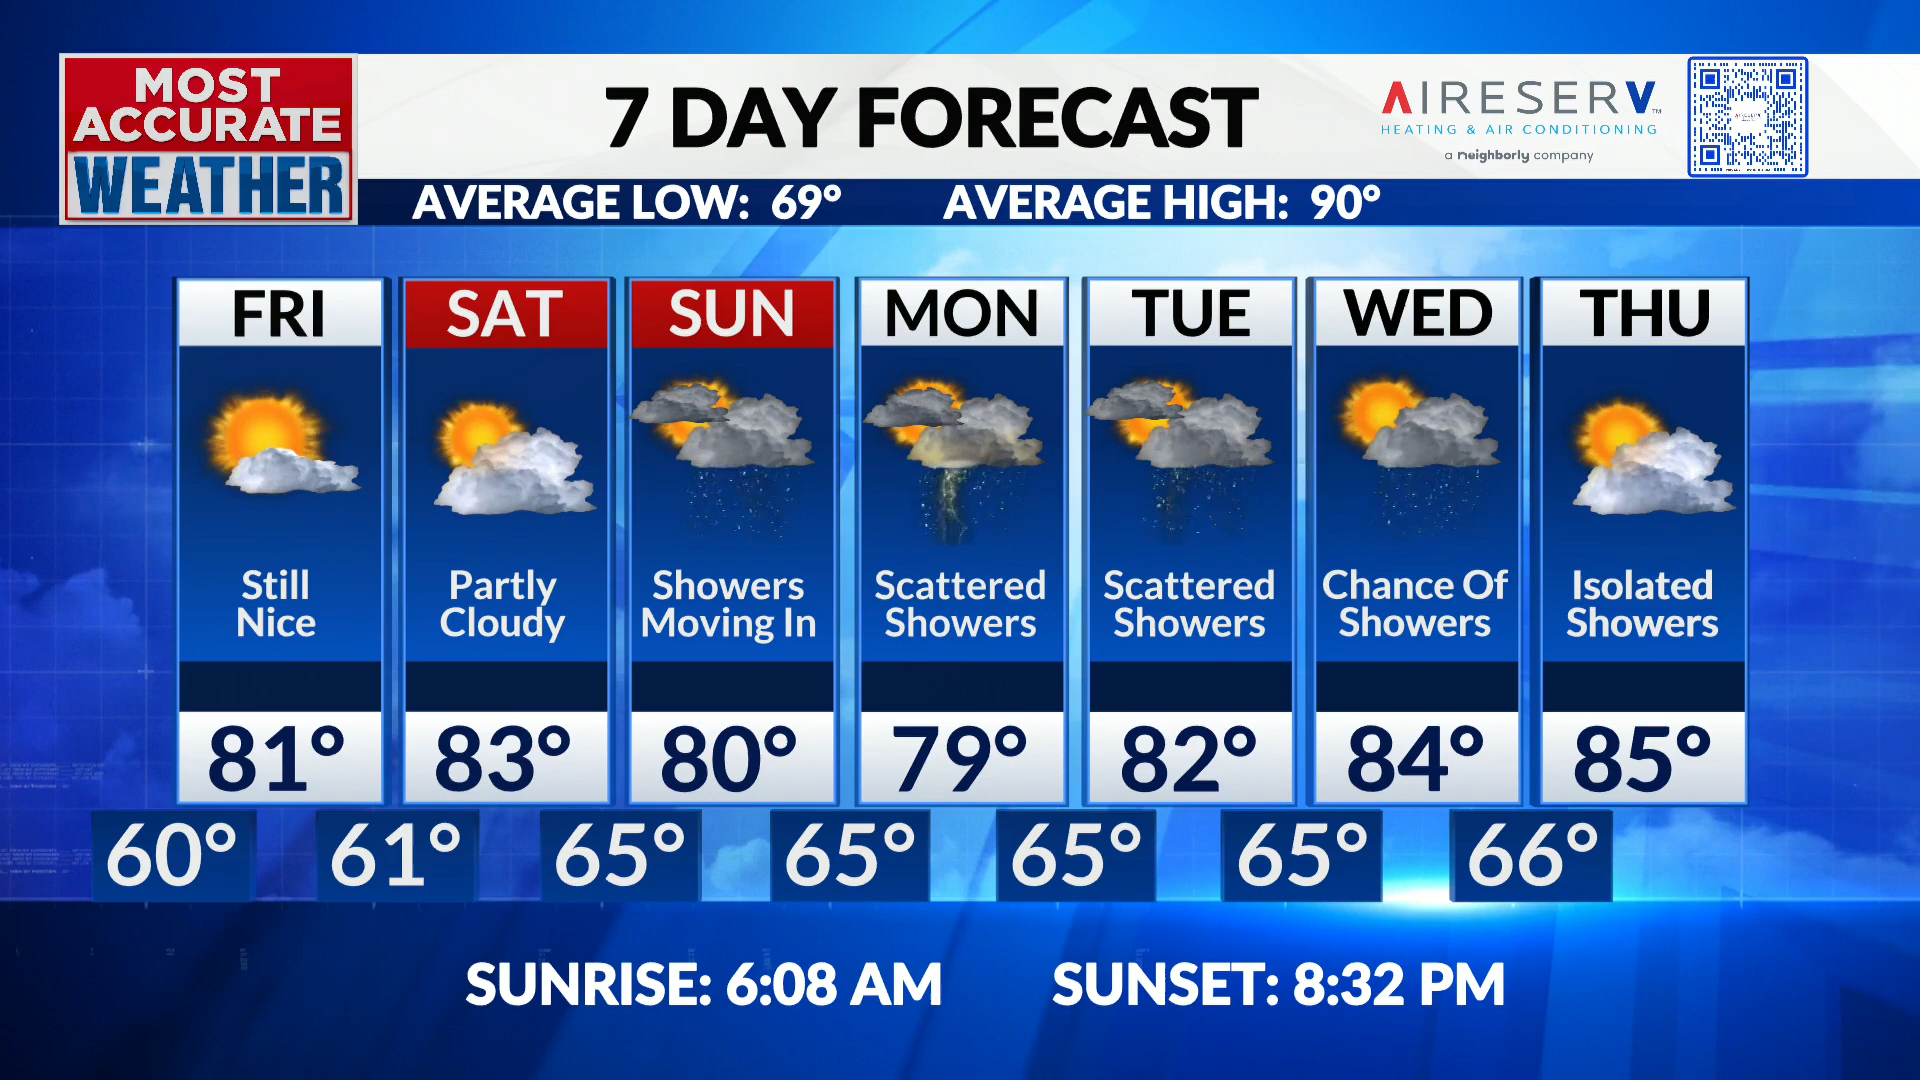 MOST
ACCURATE
WEATHER
7 DAY FORECAST
AIRESERV™
HEATING & AIR CONDITIONING
a neighborly company
AVERAGE LOW: 69° AVERAGE HIGH: 90°
FRI SAT SUN MON TUE WED THU
Still Partly Showers Scattered Scattered Chance Of Isolated
Nice Cloudy Moving In Showers Showers Showers Showers
81° 83° 80° 79° 82° 84° 85°
60° 61° 65° 65° 65° 65° 66°
SUNRISE: 6:08 AM SUNSET: 8:32 PM